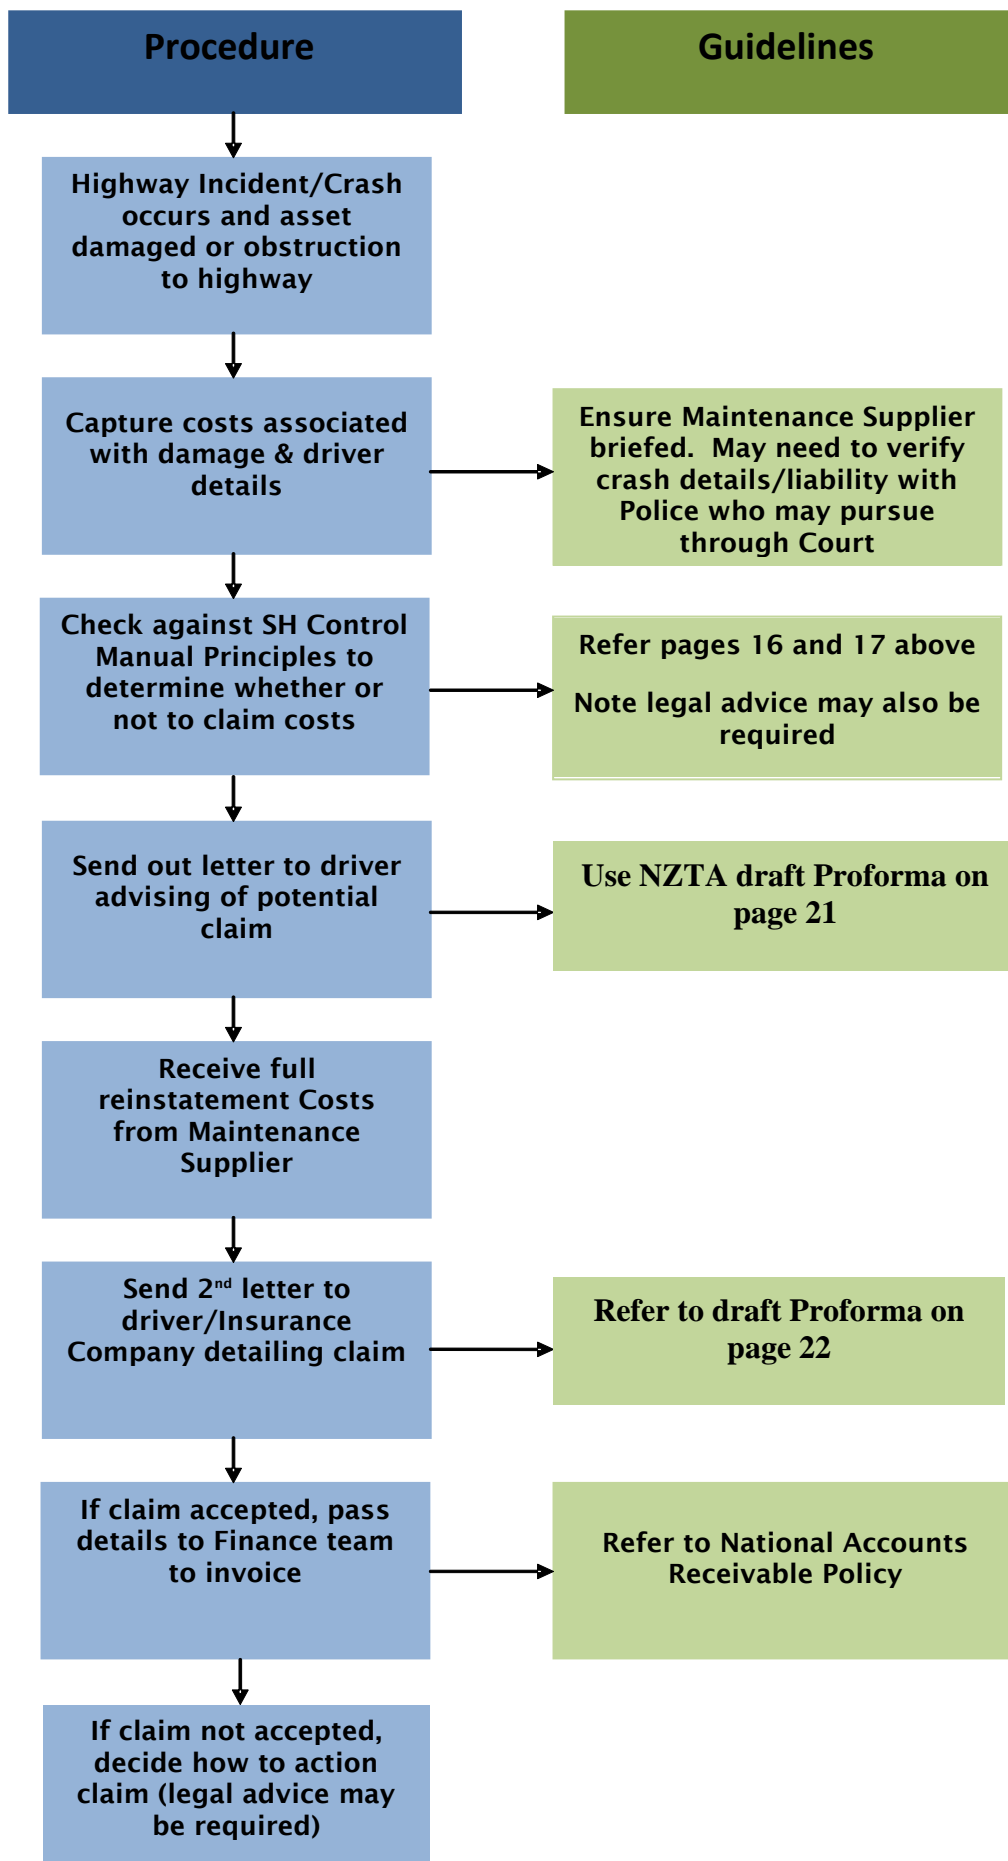 Procedure
Guidelines
Highway Incident/Crash
occurs and asset
damaged or obstruction
to highway
Capture costs associated
with damage & driver
details
Ensure Maintenance Supplier
briefed.  May need to verify
crash details/liability with
Police who may pursue
through Court
Check against SH Control
Manual Principles to
determine whether or
not to claim costs
Refer pages 16 and 17 above
Note legal advice may also be
required
Send out letter to driver
advising of potential
claim
Use NZTA draft Proforma on
page 21
Receive full
reinstatement Costs
from Maintenance
Supplier
Send 2nd letter to
driver/Insurance
Company detailing claim
Refer to draft Proforma on
page 22
If claim accepted, pass
details to Finance team
to invoice
Refer to National Accounts
Receivable Policy
If claim not accepted,
decide how to action
claim (legal advice may
be required)